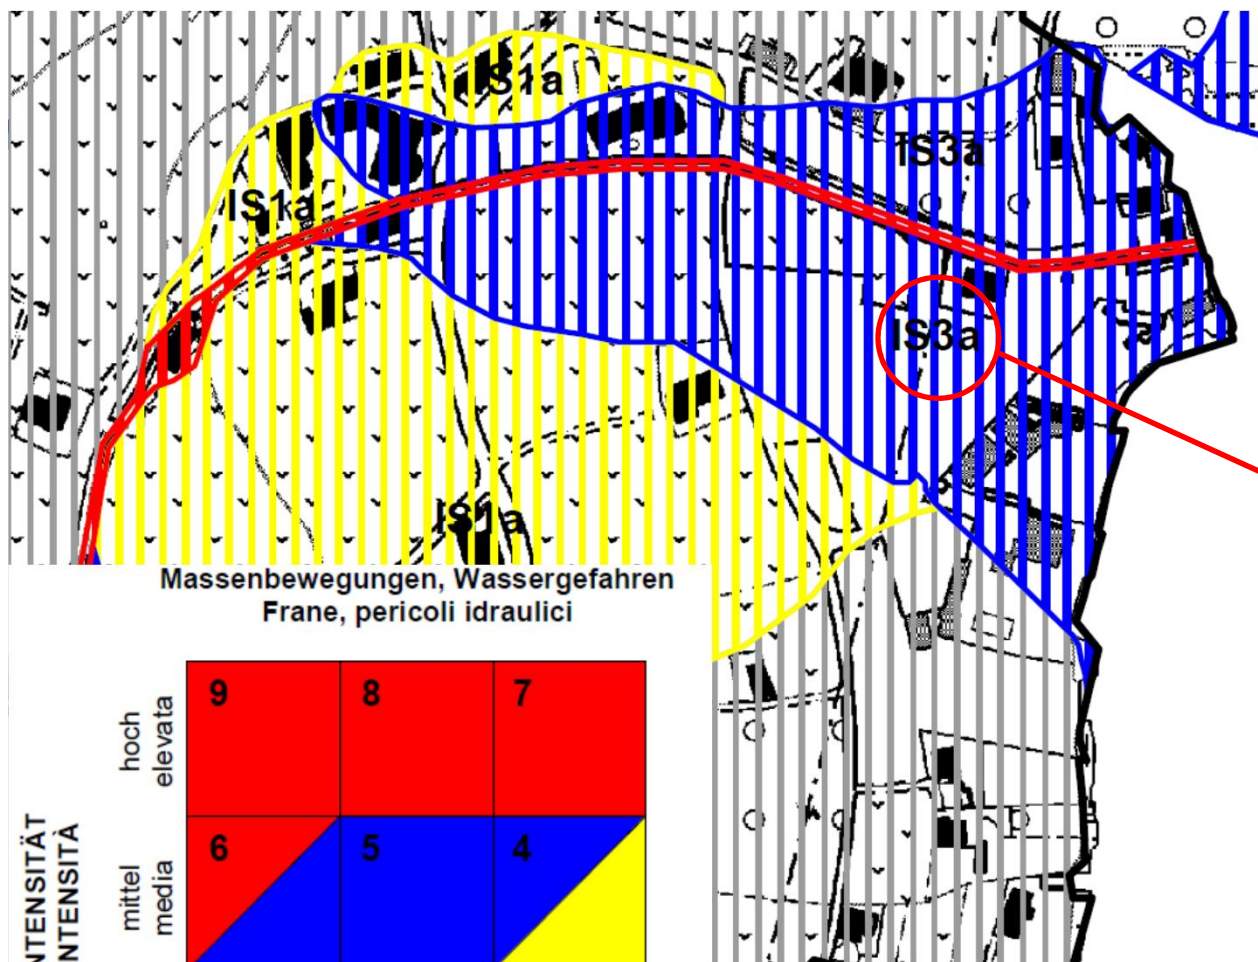 IS1a
IS3a
IS1a
IS3a
IS1a
Massenbewegungen, Wassergefahren
Frane, pericoli idraulici
hoch
elevata
9 8 7
mittel
media
6 5 4
NTENSITÄT
NTENSITÀ